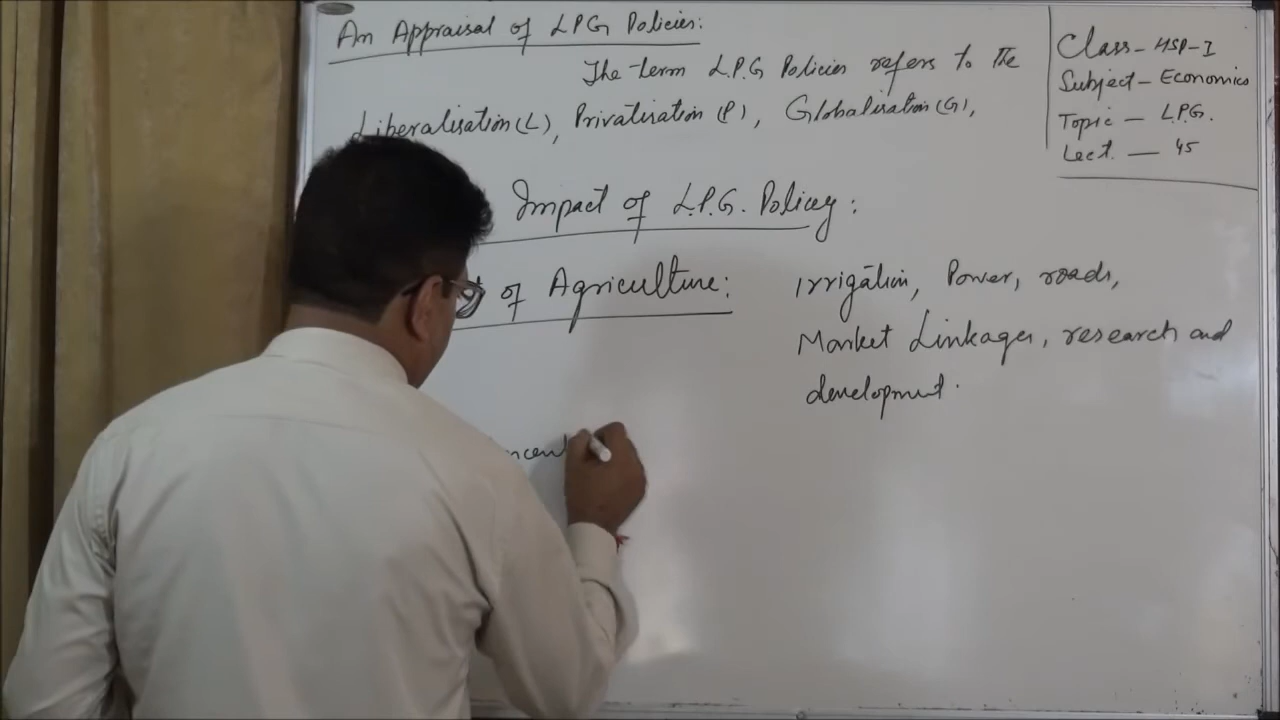 An Appraisal of L.P.G Policies:
The term L.P.G Policies refers to the
Liberalisation (L), Privatisation (P), Globalisation (G),
Class - HSP-I
Subject - Economics
Topic - L.P.G.
Lect. - 45
Impact of L.P.G. Policy:
of Agriculture:
Irrigation, Power, roads,
Market Linkages, research and
development.